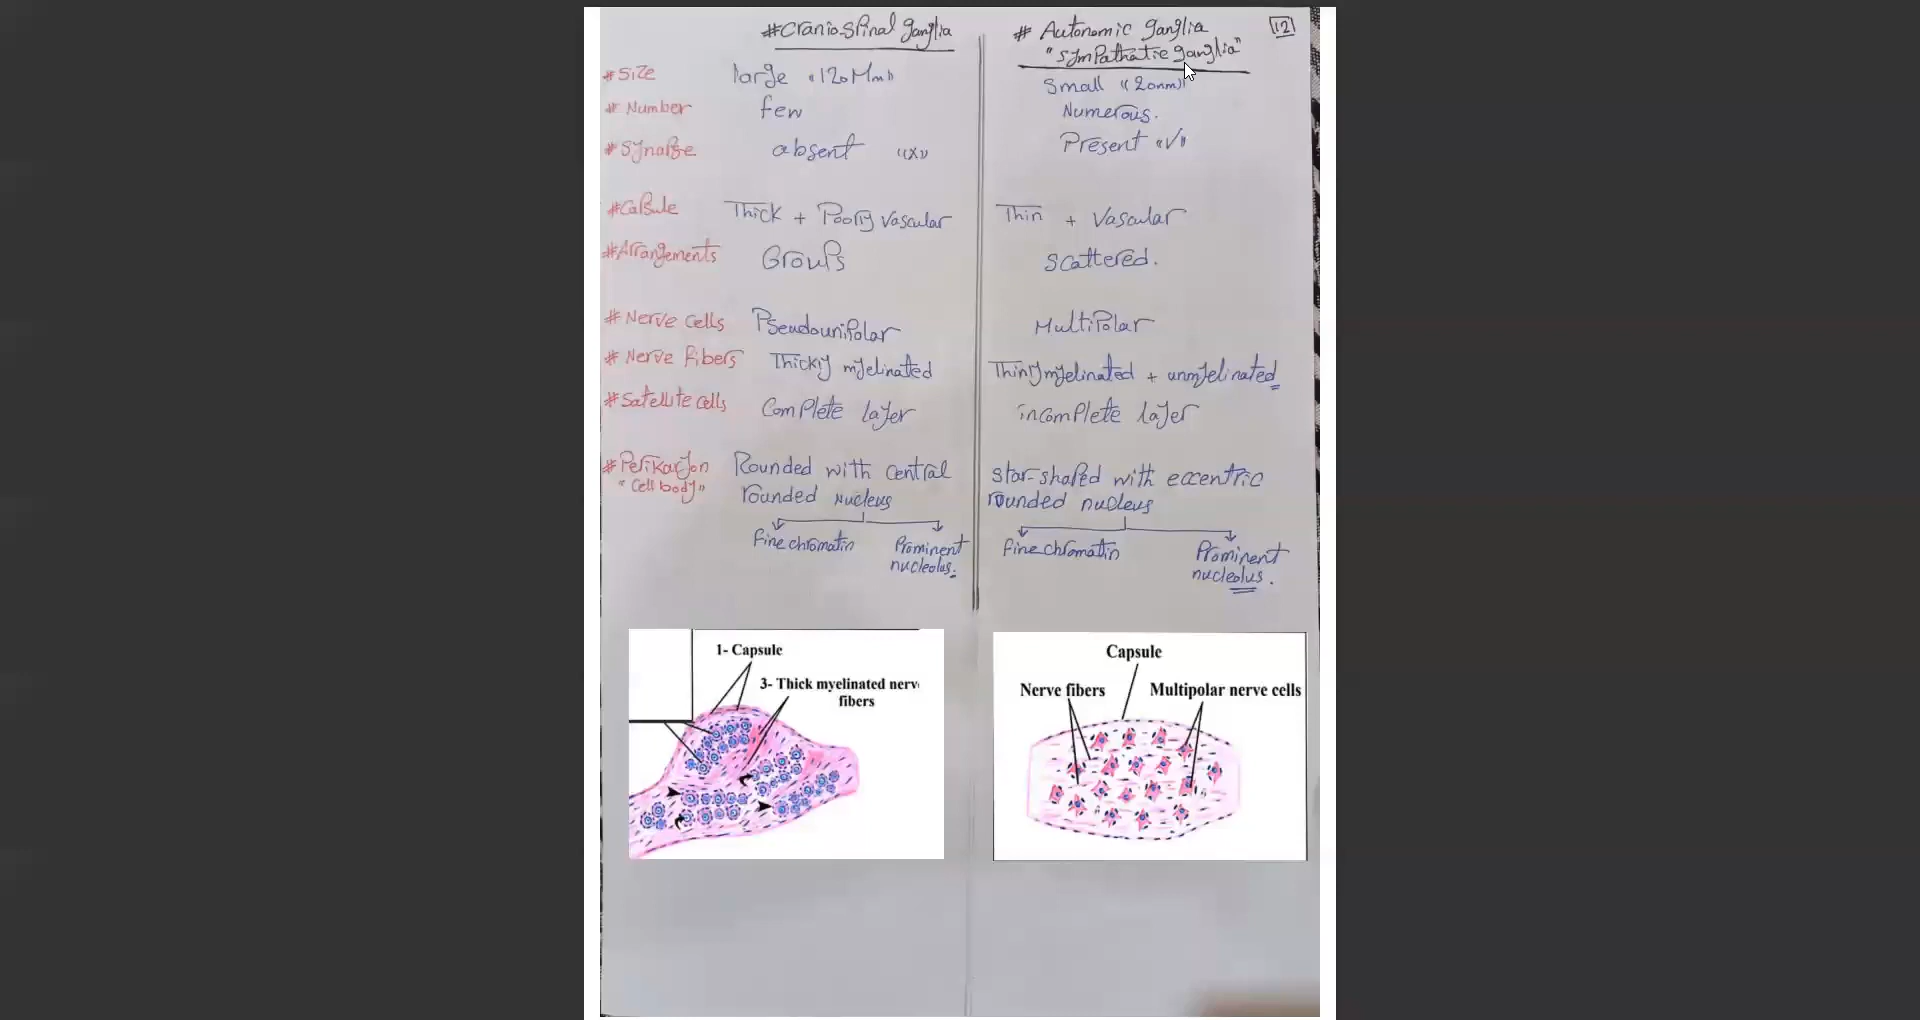 #Cranio-spinal ganglia
# Autonomic ganglia
"sympathatic ganglia"
12
#Size
large «120 Mm»
Small «20nm»
# Number
few
Numerous.
#Synapse
absent «X»
Present «√»
#Capsule
Thick + Poorly vascular
Thin + Vascular
#Arrangements
Groups
Scattered.
# Nerve cells
Pseudounipolar
Multipolar
# Nerve fibers
Thickly myelinated
Thinly myelinated + unmyelinated
#Satellite cells
Complete layer
incomplete layer
#Perikaryon
"Cell body"
Rounded with central
rounded nucleus
star-shaped with eccentric
rounded nucleus
fine chromatin
Prominent
nucleolus.
fine chromatin
Prominent
nucleolus.
1- Capsule
3- Thick myelinated nerv
fibers
Capsule
Nerve fibers
Multipolar nerve cells